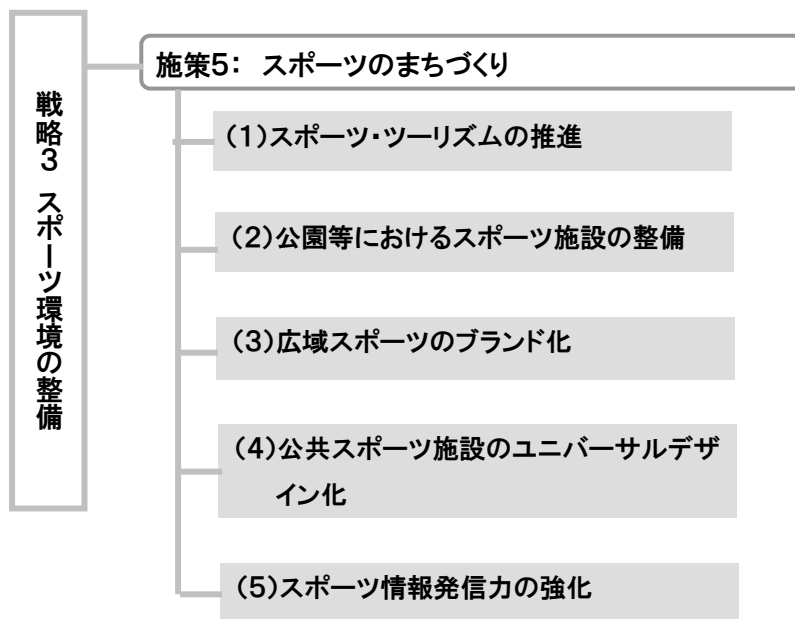 戦略3 スポーツ環境の整備
施策5: スポーツのまちづくり
(1)スポーツ・ツーリズムの推進
(2)公園等におけるスポーツ施設の整備
(3)広域スポーツのブランド化
(4)公共スポーツ施設のユニバーサルデザ
イン化
(5)スポーツ情報発信力の強化